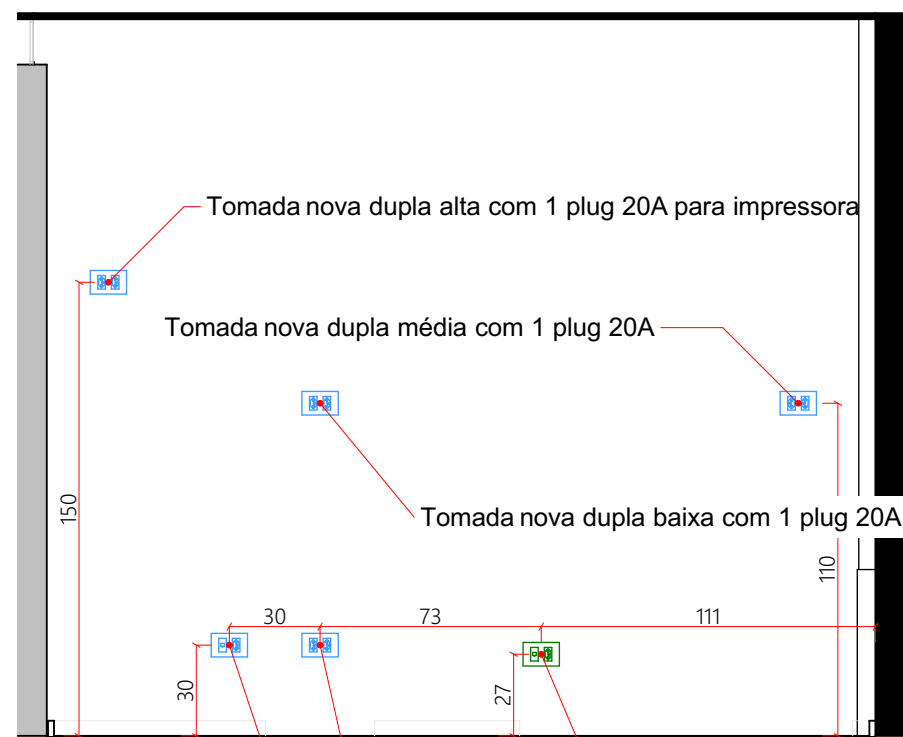 Tomada nova dupla alta com 1 plug 20A para impressora
Tomada nova dupla média com 1 plug 20A
150
Tomada nova dupla baixa com 1 plug 20A
110
30
73
111
30
27